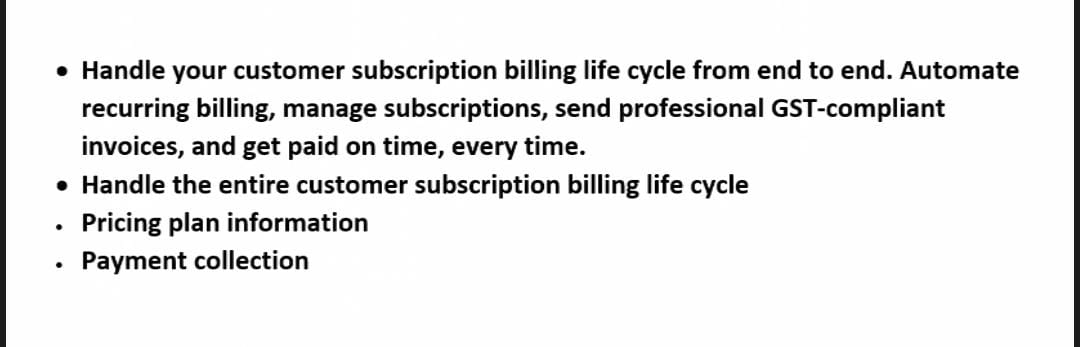 • Handle your customer subscription billing life cycle from end to end. Automate
recurring billing, manage subscriptions, send professional GST-compliant
invoices, and get paid on time, every time.
• Handle the entire customer subscription billing life cycle
• Pricing plan information
• Payment collection